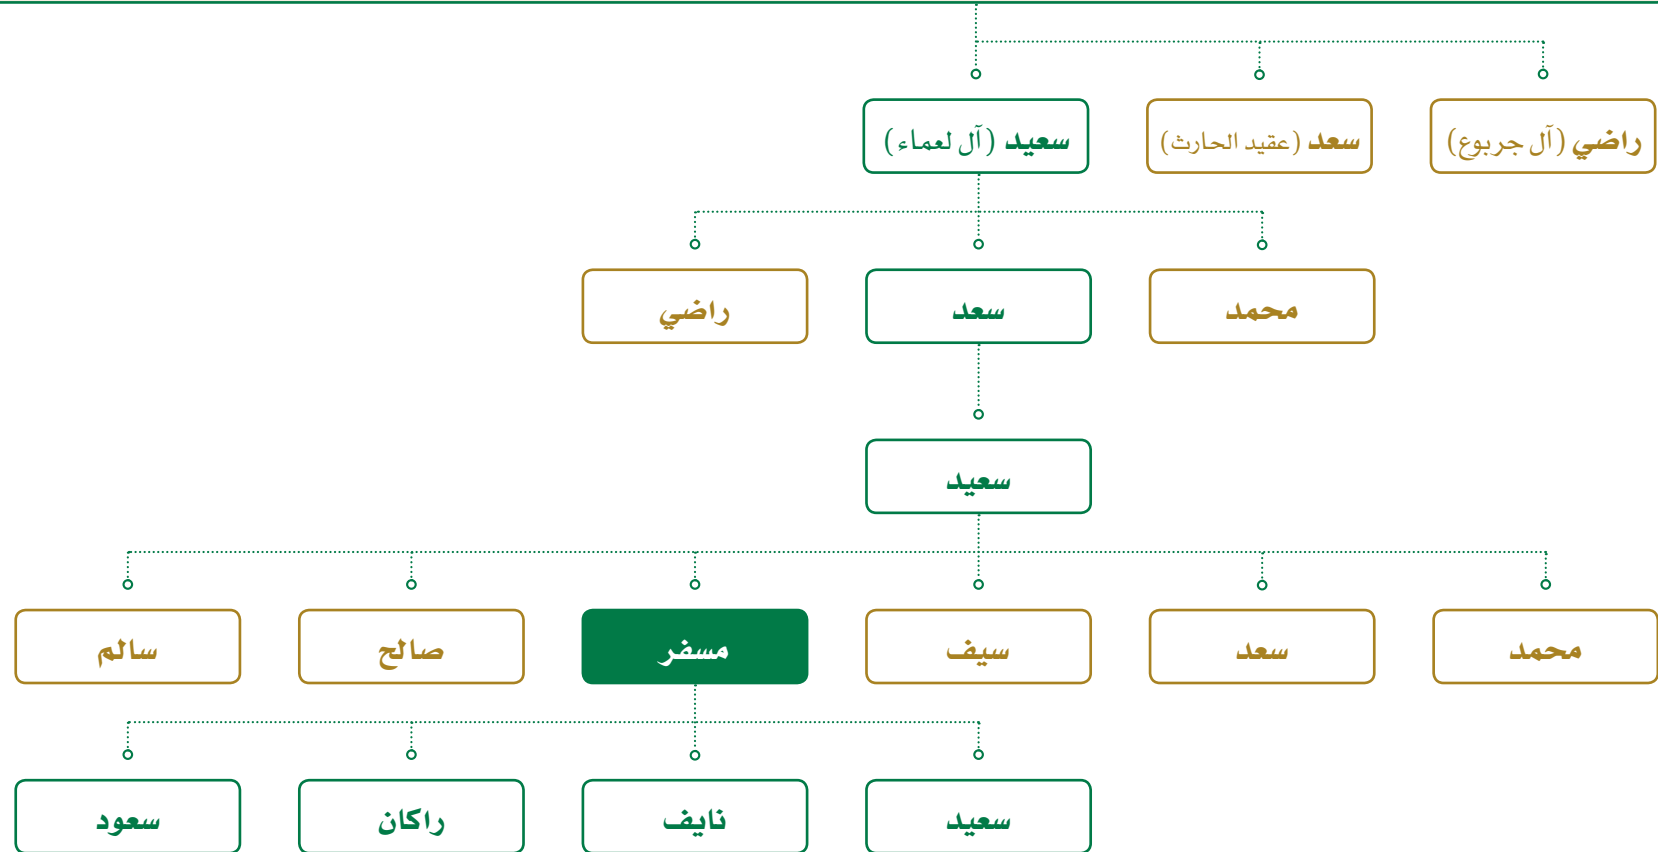 راضي (آل جربوع)
سعد (عقيد الحارث)
سعيد (آل لعماء)
محمد
سعد
راضي
سعيد
محمد
سعد
سيف
مسفر
صالح
سالم
سعيد
نايف
راكان
سعود